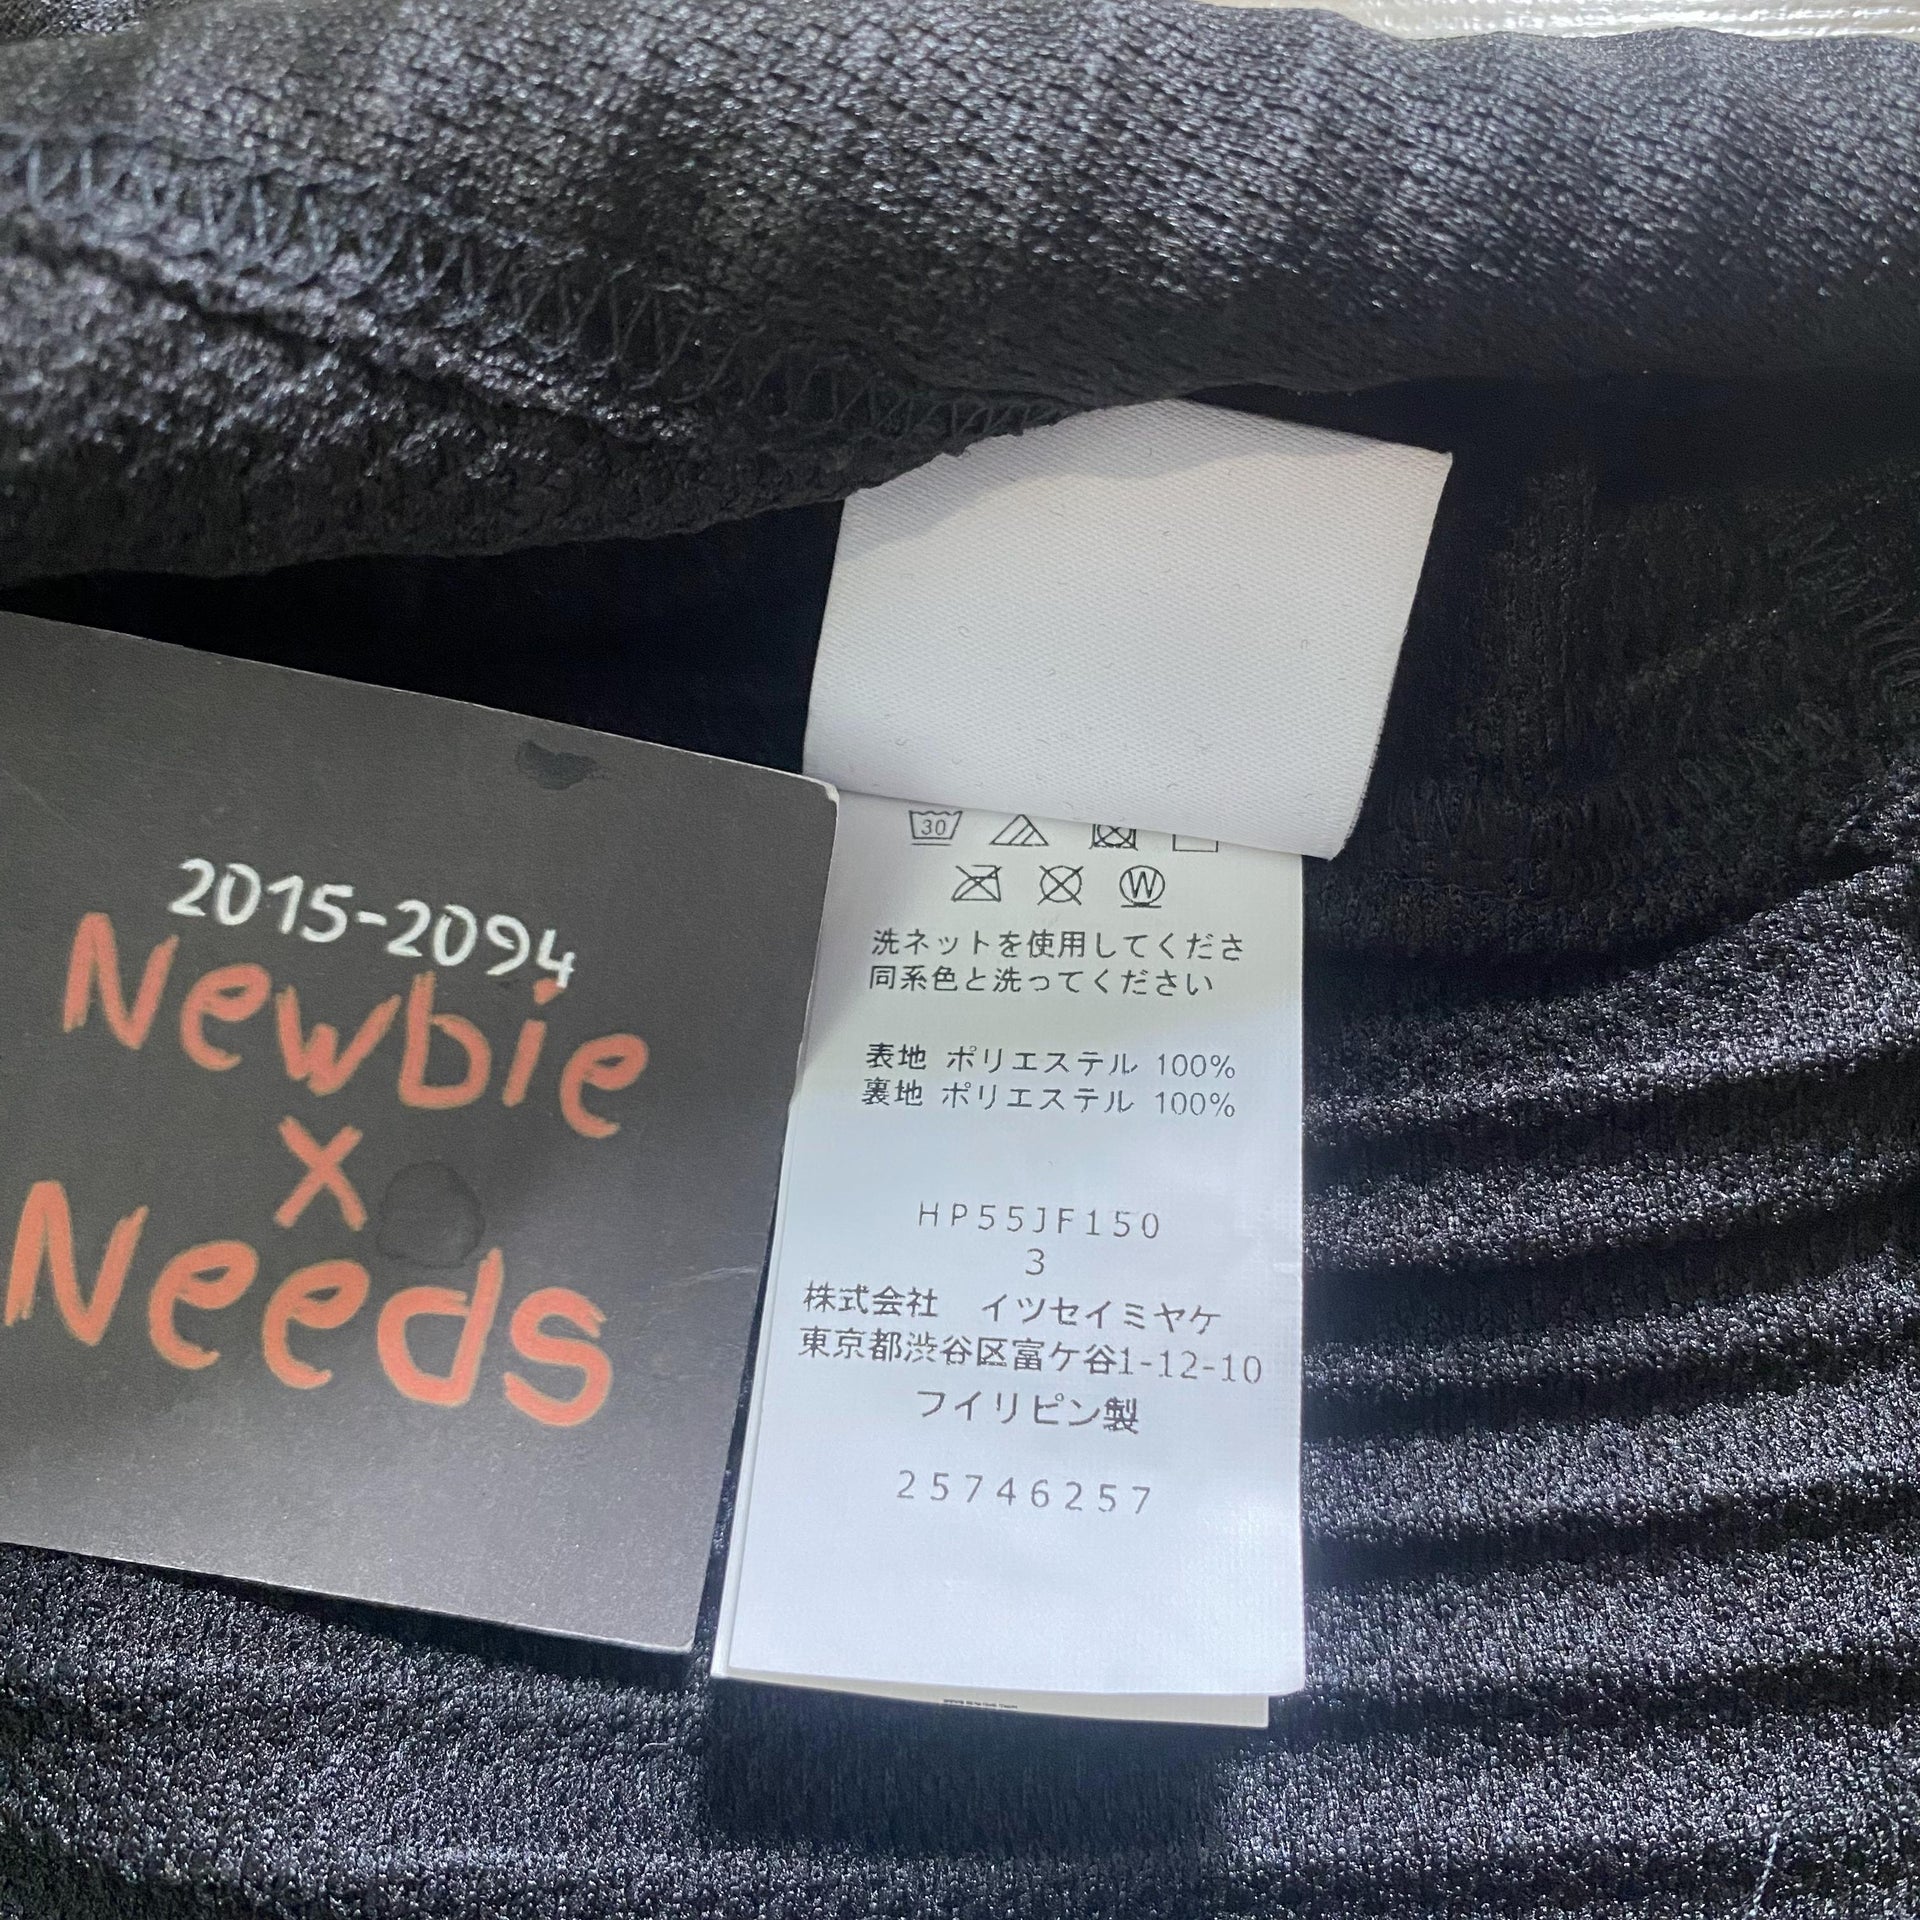 2015-2094
Newbie
x
Needs
30
W
洗ネットを使用してくださ
同系色と洗ってください
表地 ポリエステル 100%
裏地 ポリエステル 100%
HP55JF150
3
株式会社 イツセイミヤケ
東京都渋谷区富ケ谷1-12-10
フイリピン製
25746257